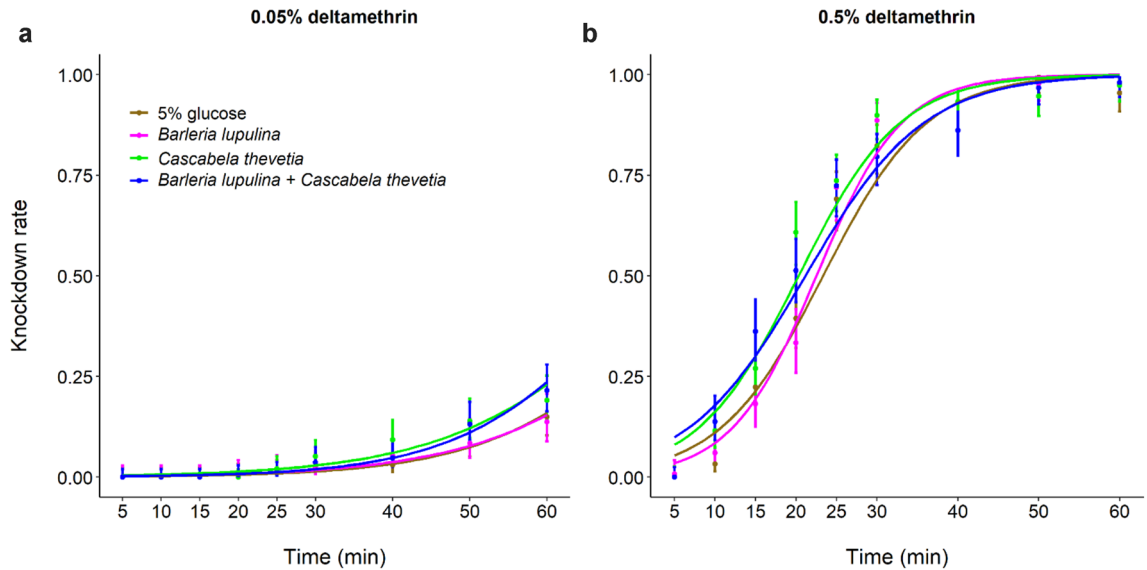 0.05% deltamethrin
0.5% deltamethrin
a
b
1.00
0.75
0.50
0.25
0.00
5% glucose
Barleria lupulina
Cascabela thevetia
Barleria lupulina + Cascabela thevetia
Knockdown rate
5 10 15 20 25 30 40 50 60
Time (min)
1.00
0.75
0.50
0.25
0.00
5 10 15 20 25 30 40 50 60
Time (min)